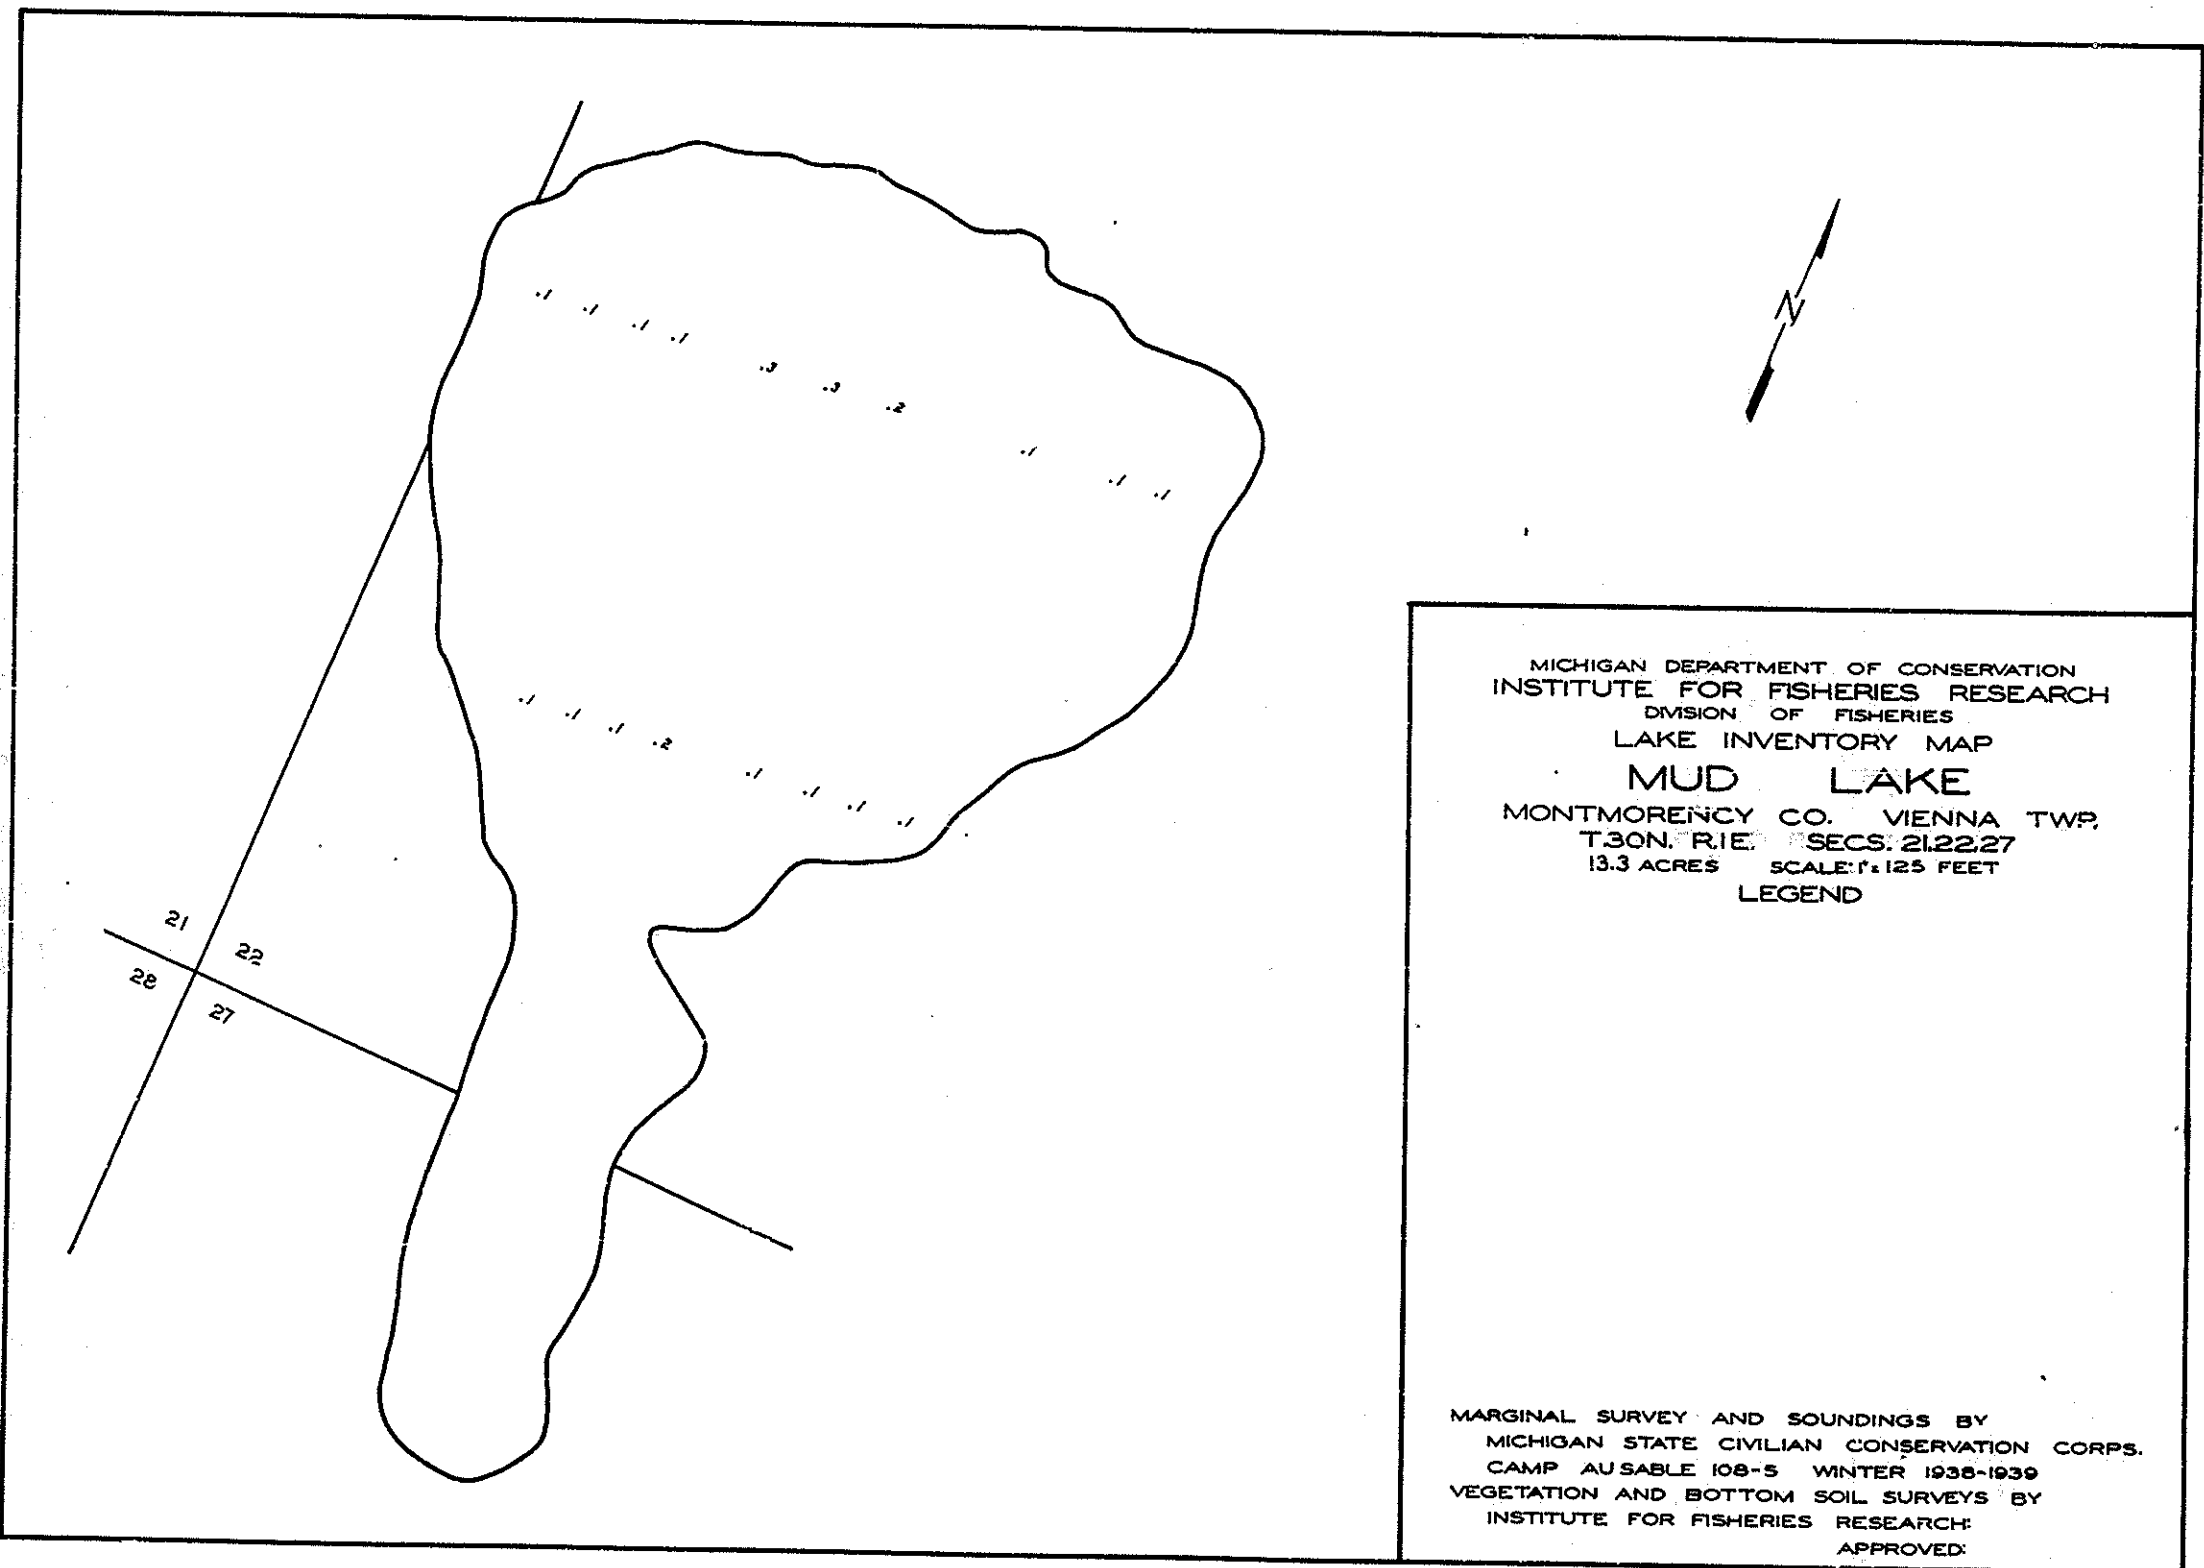 N
.1 .1 .1 .1 .3 .3 .2 .1 .1 .1
.1 .1 .1 .2 .1 .1 .1 .1
21 22
28 27
MICHIGAN DEPARTMENT OF CONSERVATION
INSTITUTE FOR FISHERIES RESEARCH
DIVISION OF FISHERIES
LAKE INVENTORY MAP
MUD LAKE
MONTMORENCY CO. VIENNA TWP.
T.30N. R.1E. SECS. 21.22.27
13.3 ACRES SCALE: 1"=125 FEET
LEGEND
MARGINAL SURVEY AND SOUNDINGS BY
MICHIGAN STATE CIVILIAN CONSERVATION CORPS.
CAMP AU SABLE 108-S WINTER 1938-1939
VEGETATION AND BOTTOM SOIL SURVEYS BY
INSTITUTE FOR FISHERIES RESEARCH:
APPROVED: